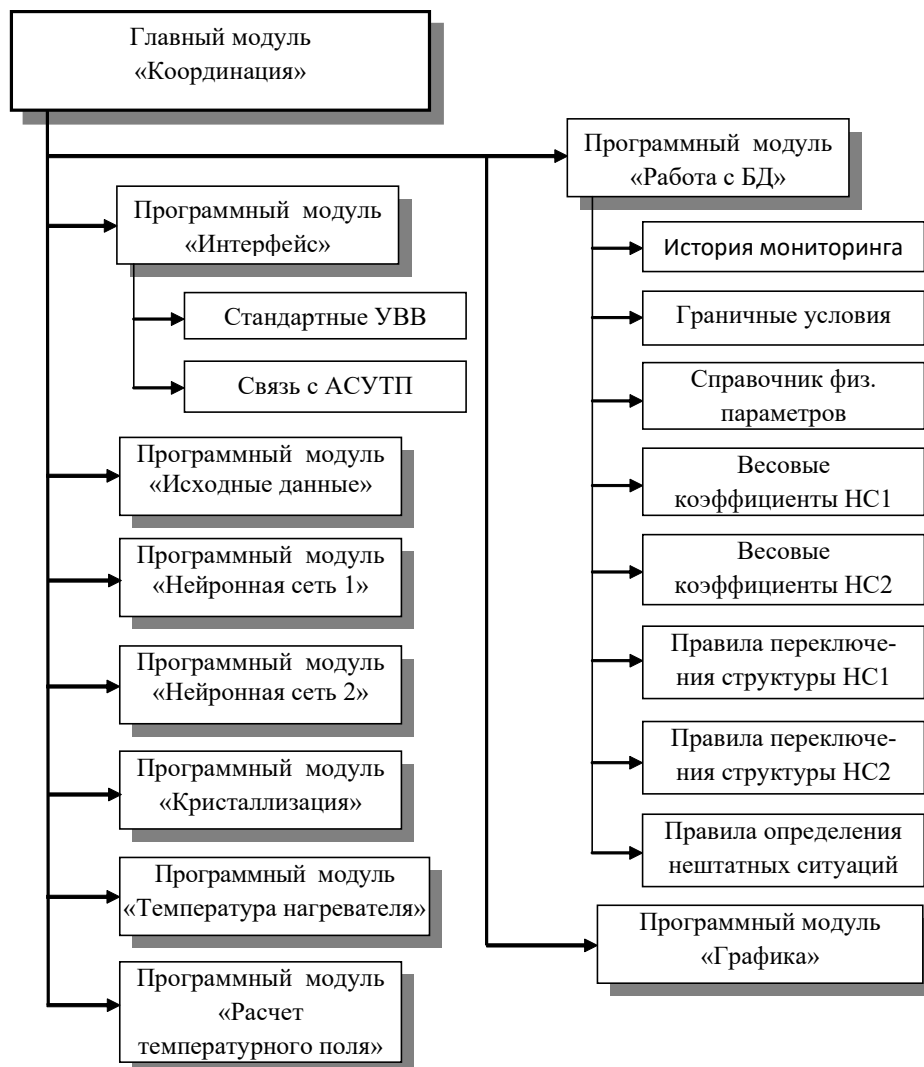 Главный модуль
«Координация»
Программный модуль
«Интерфейс»
Стандартные УВВ
Связь с АСУТП
Программный модуль
«Исходные данные»
Программный модуль
«Нейронная сеть 1»
Программный модуль
«Нейронная сеть 2»
Программный модуль
«Кристаллизация»
Программный модуль
«Температура нагревателя»
Программный модуль
«Расчет
температурного поля»
Программный модуль
«Работа с БД»
История мониторинга
Граничные условия
Справочник физ.
параметров
Весовые
коэффициенты НС1
Весовые
коэффициенты НС2
Правила переключе-
ния структуры НС1
Правила переключе-
ния структуры НС2
Правила определения
нештатных ситуаций
Программный модуль
«Графика»